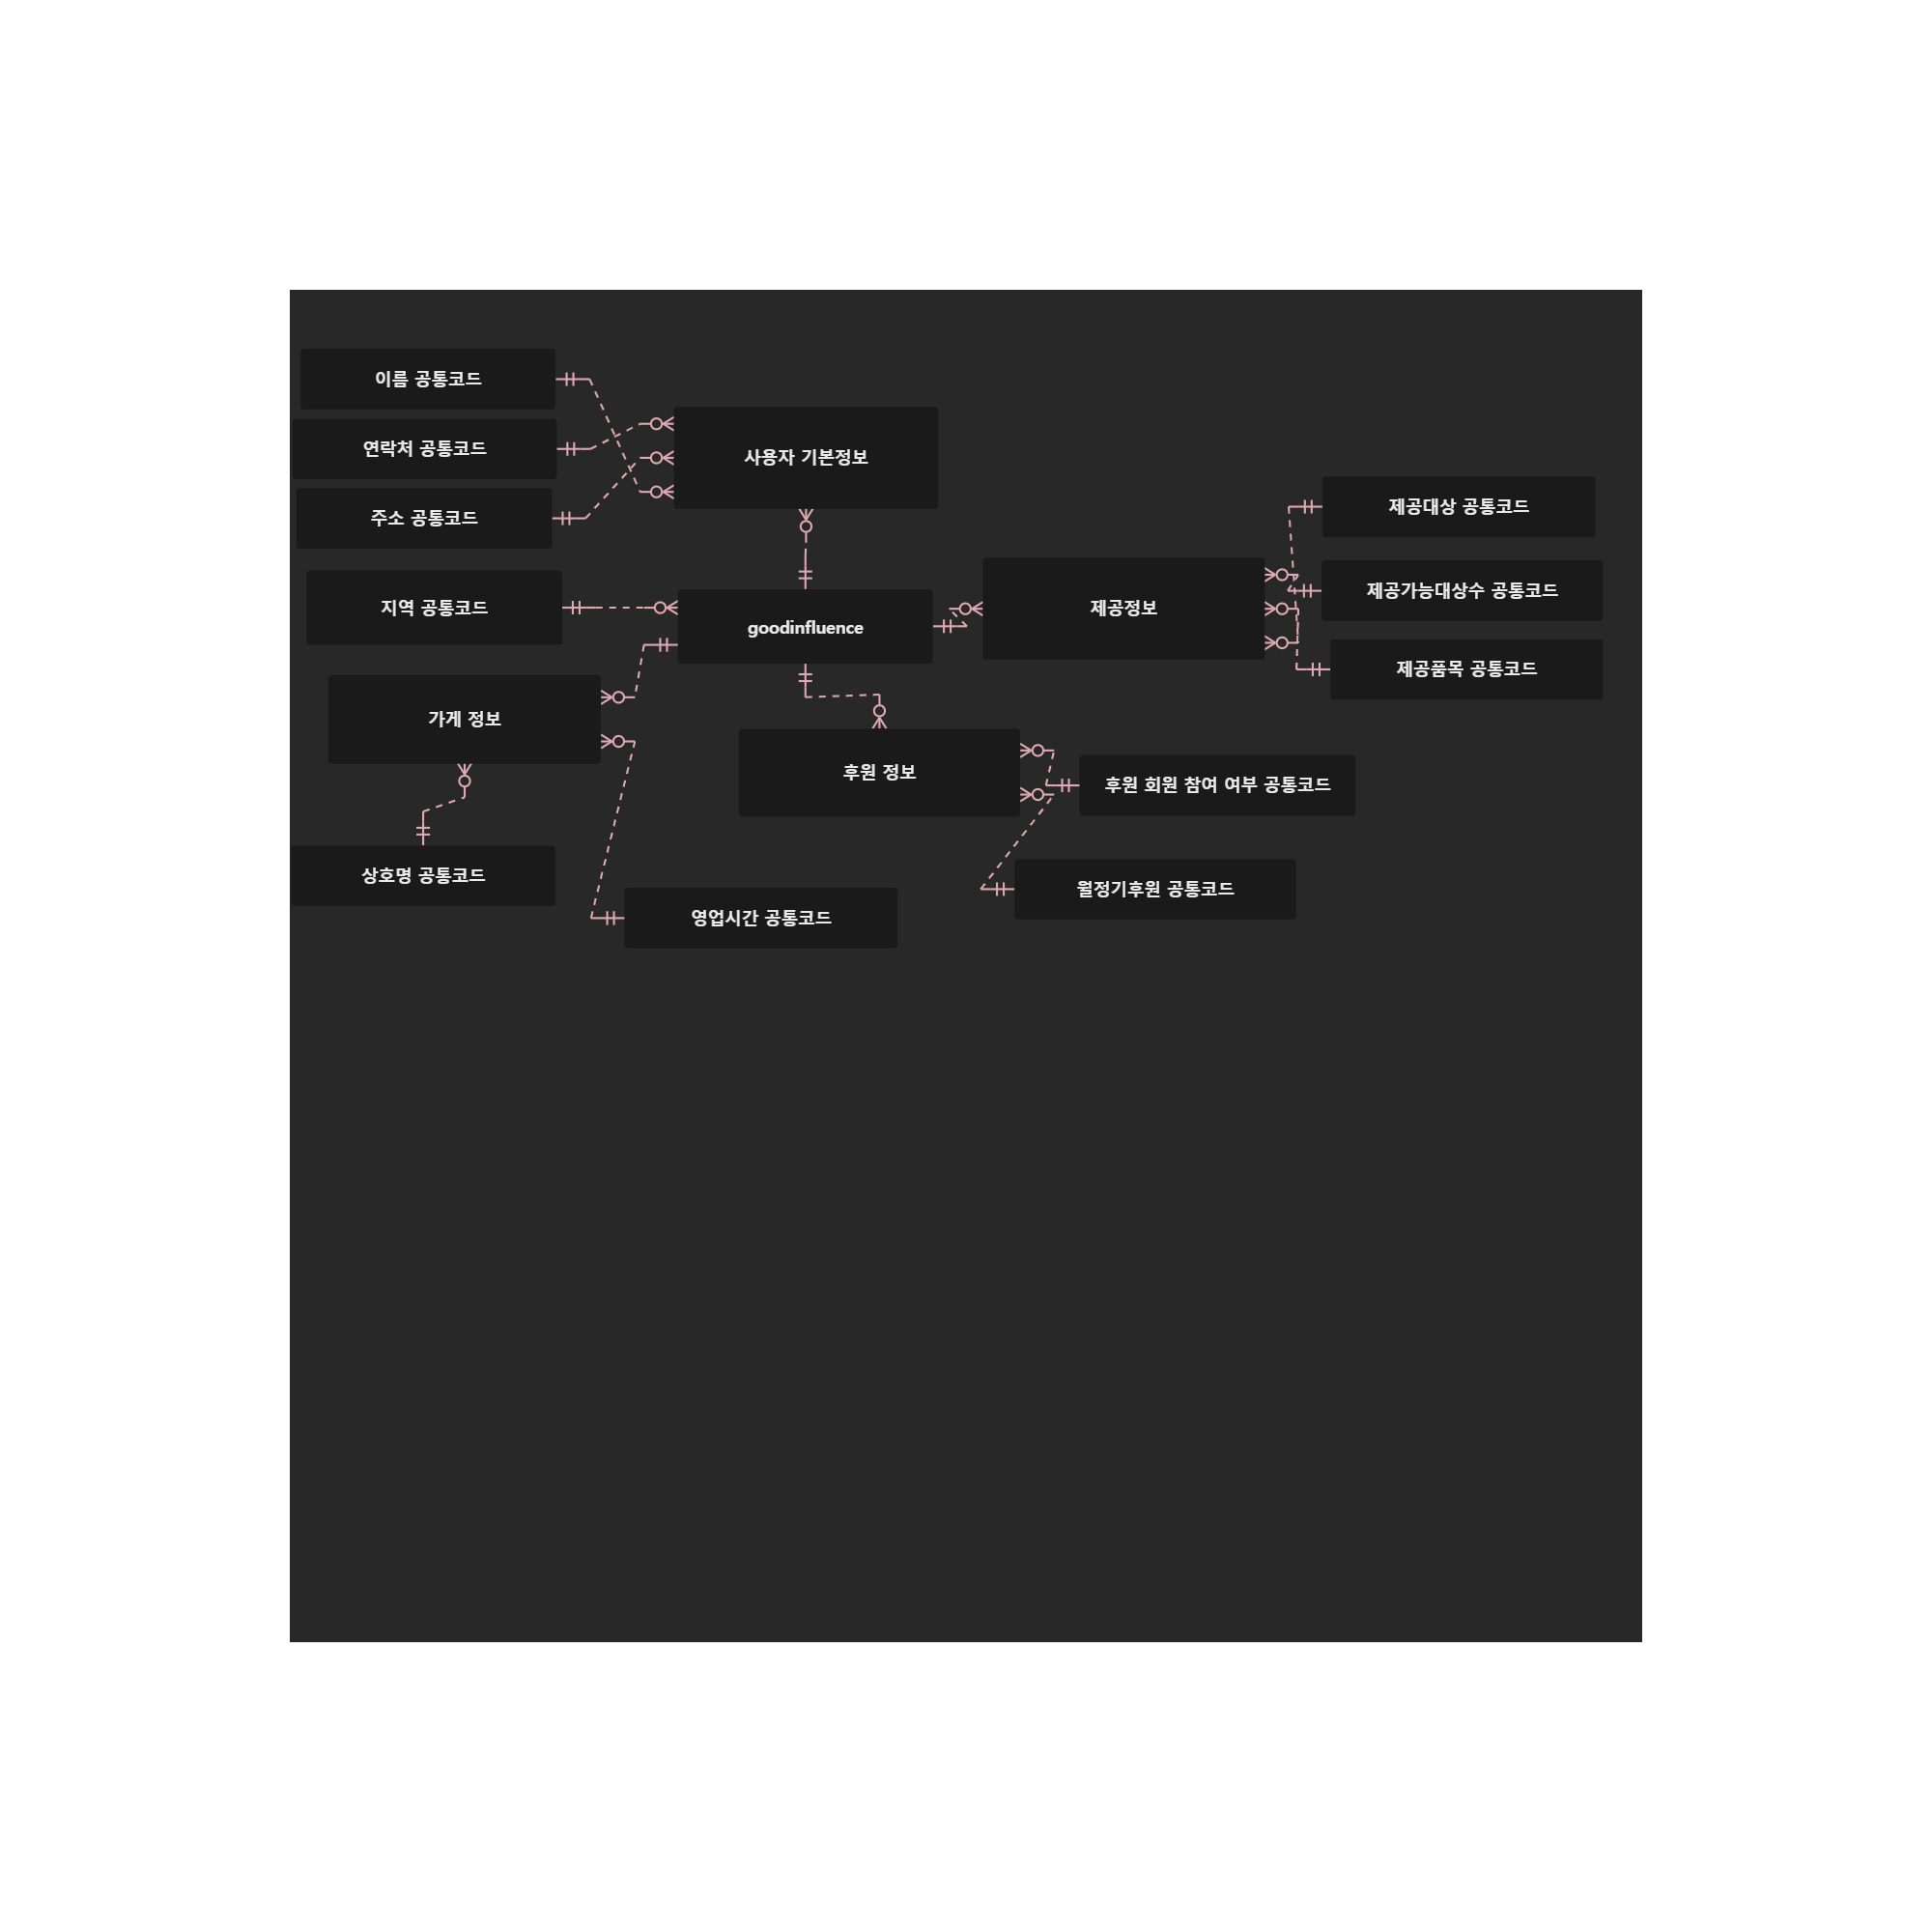 이름 공통코드
연락처 공통코드
사용자 기본정보
주소 공통코드
제공대상 공통코드
제공가능대상수 공통코드
지역 공통코드
goodinfluence
제공정보
제공품목 공통코드
가게 정보
후원 정보
후원 회원 참여 여부 공통코드
상호명 공통코드
월정기후원 공통코드
영업시간 공통코드